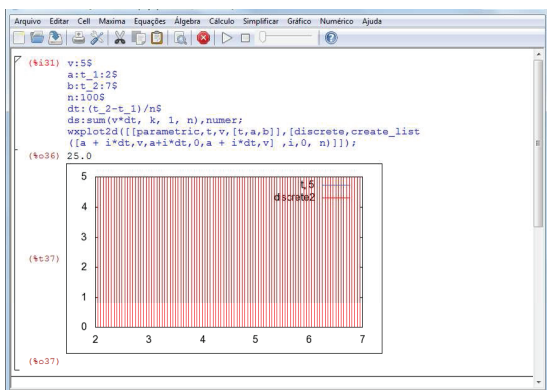 Arquivo Editar Cell Maxima Equações Álgebra Cálculo Simplificar Gráfico Numérico Ajuda
(%i31) v:5$
a:t_1:2$
b:t_2:7$
n:100$
dt:(t_2-t_1)/n$
ds:sum(v*dt, k, 1, n),numer;
wxplot2d([[parametric,t,v,[t,a,b]],[discrete,create_list
([a + i*dt,v,a+i*dt,0,a + i*dt,v] ,i,0, n)]]);
(%o36) 25.0
5
t, 5
discrete2
4
3
(%t37)
2
1
0
2 3 4 5 6 7
(%o37)